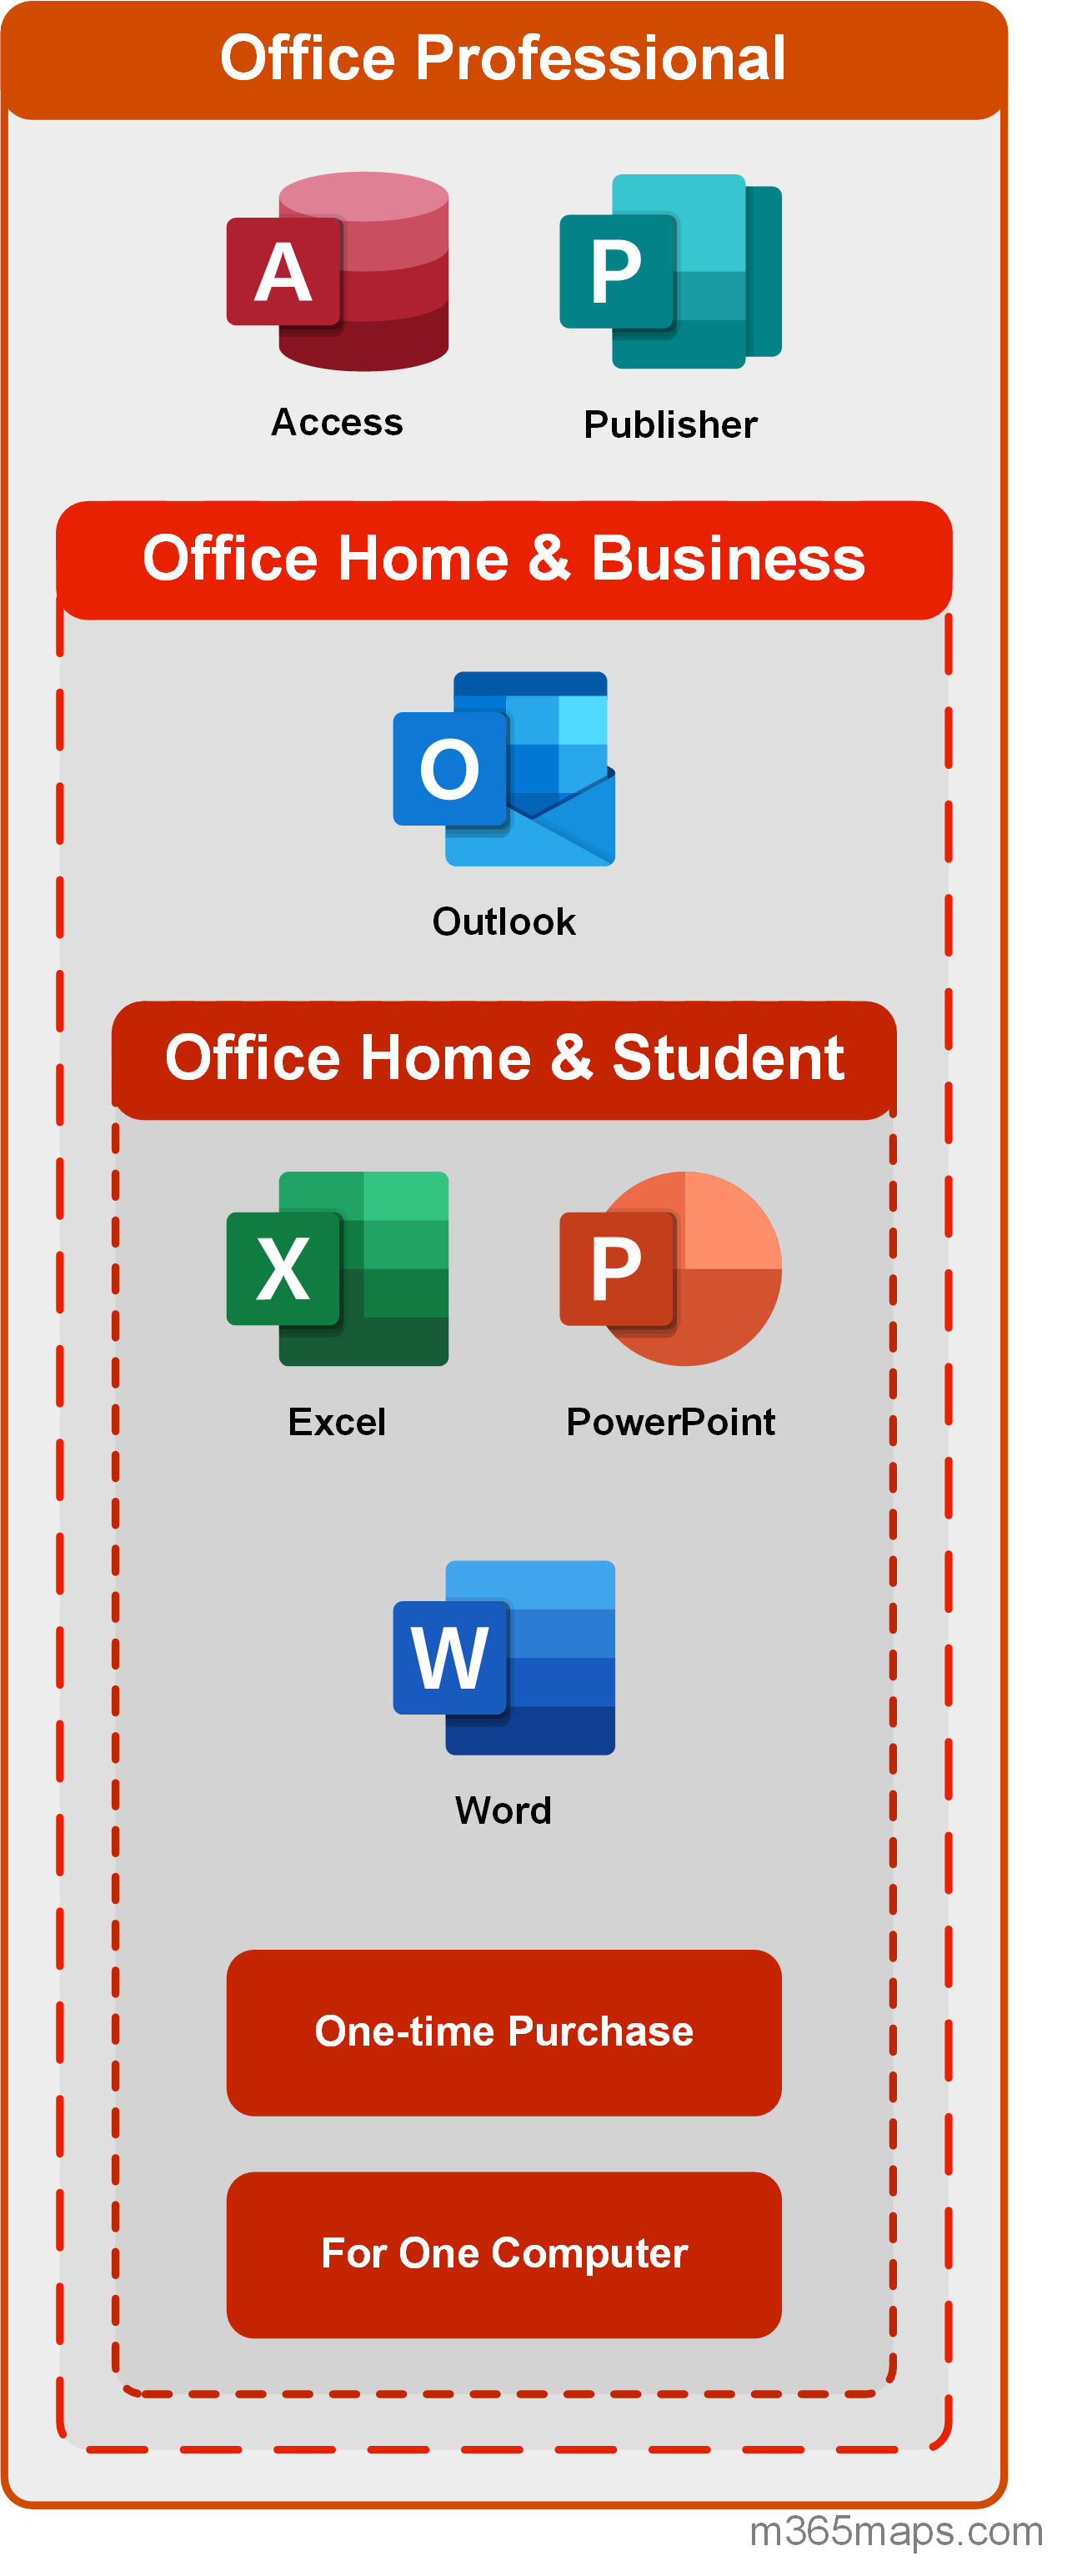 Office Professional
A
P
Access
Publisher
Office Home & Business
O
Outlook
Office Home & Student
X
P
Excel
PowerPoint
W
Word
One-time Purchase
For One Computer
m365maps.com